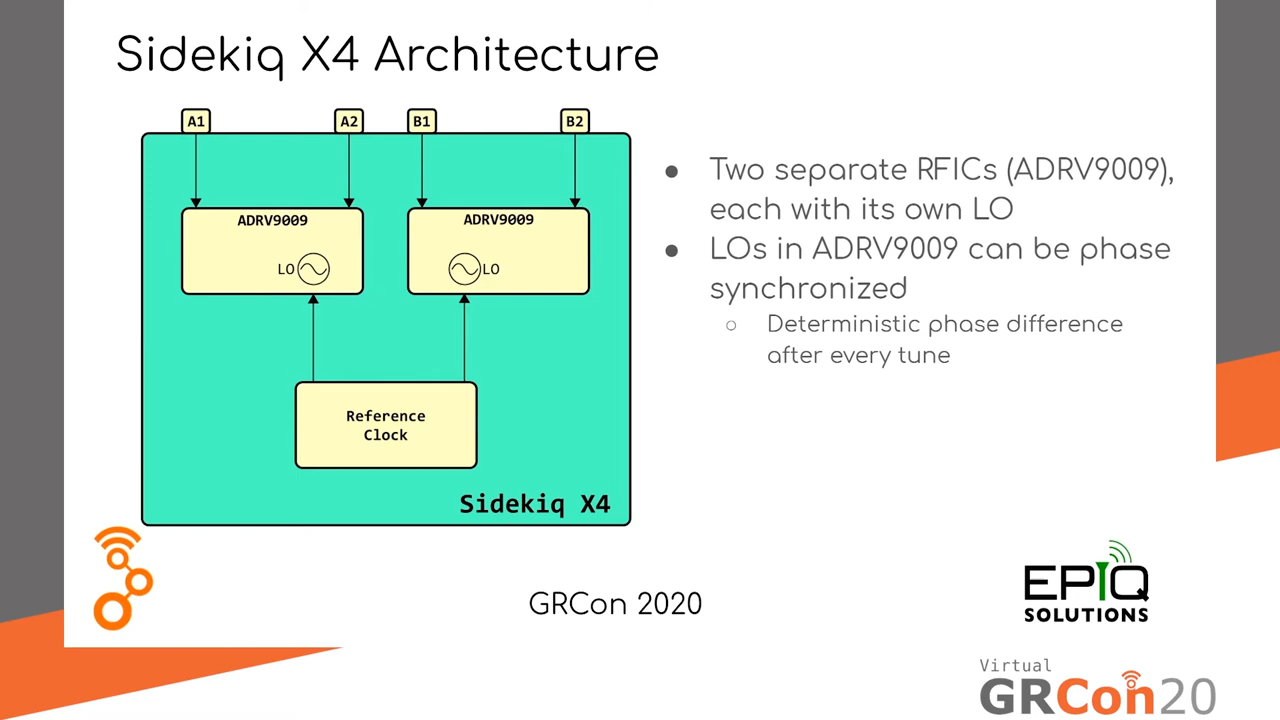 Sidekiq X4 Architecture
A1 A2 B1 B2
ADRV9009 ADRV9009
LO LO
Reference
Clock
Sidekiq X4
● Two separate RFICs (ADRV9009),
each with its own LO
● LOs in ADRV9009 can be phase
synchronized
○ Deterministic phase difference
after every tune
GRCon 2020
EPIQ
SOLUTIONS
Virtual
GRCon20